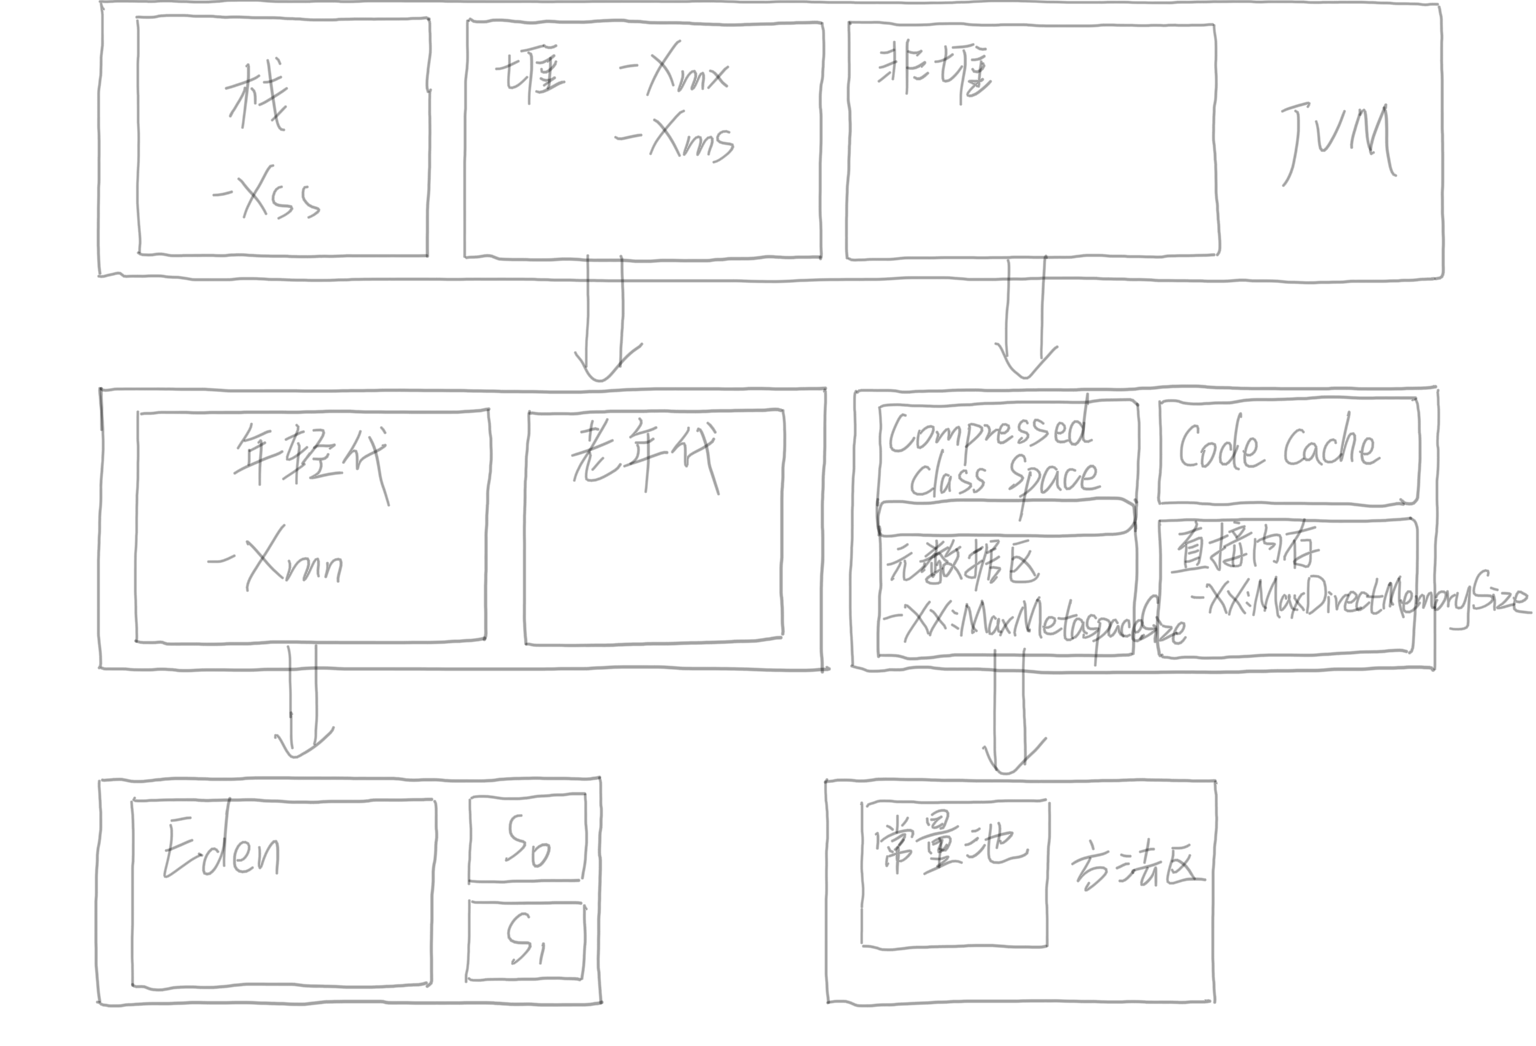 栈
-Xss
堆 -Xmx
-Xms
非堆
JVM
年轻代
-Xmn
老年代
Compressed
class space
元数据区
-XX:MaxMetaspaceSize
Code Cache
直接内存
-XX:MaxDirectMemorySize
Eden
S0
S1
常量池
方法区